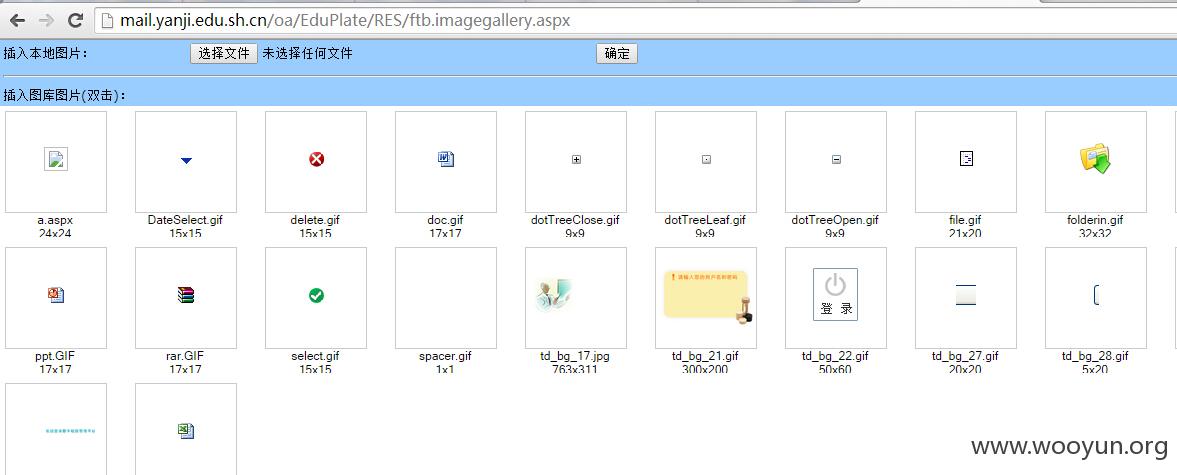 mail.yanji.edu.sh.cn/oa/EduPlate/RES/ftb.imagegallery.aspx
插入本地图片： 选择文件 未选择任何文件 确定
插入图库图片(双击)：
a.aspx DateSelect.gif delete.gif doc.gif dotTreeClose.gif dotTreeLeaf.gif dotTreeOpen.gif file.gif folderin.gif
24x24 15x15 15x15 17x17 9x9 9x9 9x9 21x20 32x32
请输入您的用户名和密码
登 录
ppt.GIF rar.GIF select.gif spacer.gif td_bg_17.jpg td_bg_21.gif td_bg_22.gif td_bg_27.gif td_bg_28.gif
17x17 17x17 15x15 1x1 763x311 300x200 50x60 20x20 5x20
www.wooyun.org